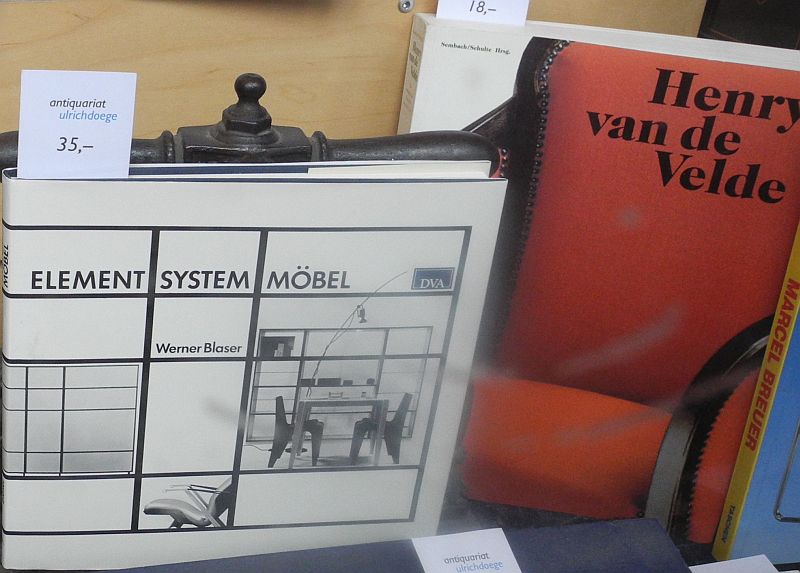 18,–
Sembach/Schulte Hrsg.
Henry
van de
Velde
antiquariat
ulrichdoege
35,–
MÖBEL
ELEMENT SYSTEM MÖBEL
DVA
Werner Blaser
MARCEL BREUER
TASCHEN
antiquariat
ulrichdoege